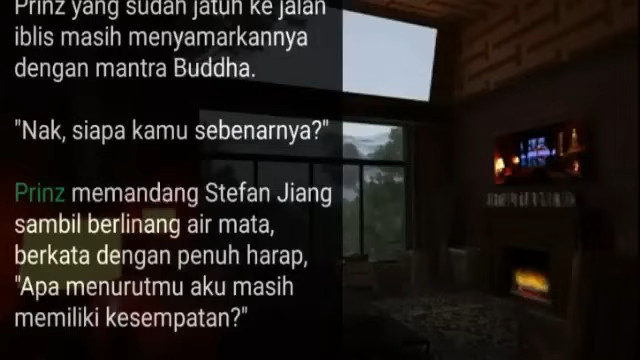 Prinz yang sudah jatuh ke jalan
iblis masih menyamarkannya
dengan mantra Buddha.
"Nak, siapa kamu sebenarnya?"
Prinz memandang Stefan Jiang
sambil berlinang air mata,
berkata dengan penuh harap,
"Apa menurutmu aku masih
memiliki kesempatan?"